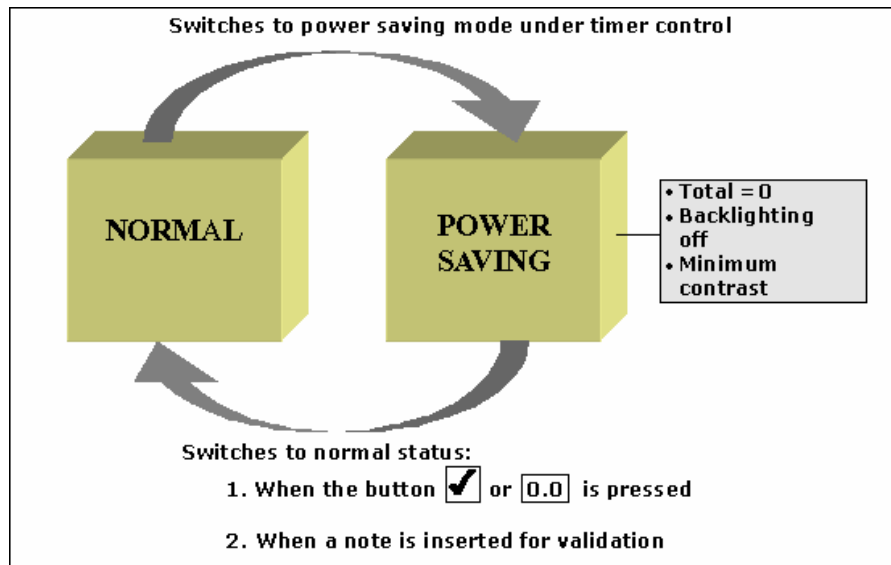 Switches to power saving mode under timer control
NORMAL
POWER
SAVING
• Total = 0
• Backlighting
off
• Minimum
contrast
Switches to normal status:
1. When the button ✓ or 0.0 is pressed
2. When a note is inserted for validation